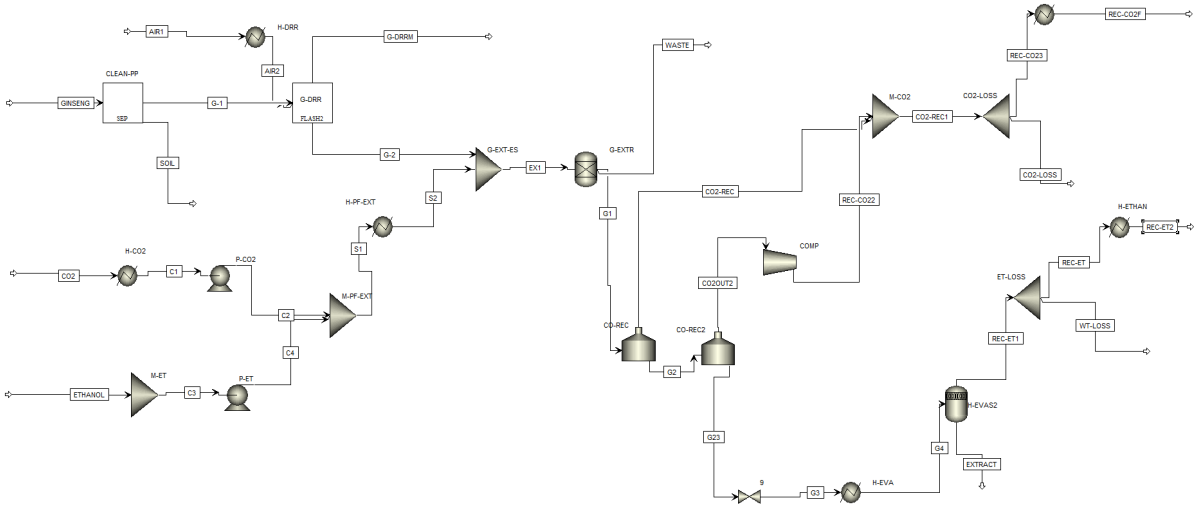 REC-CO2F
H-DRR
AIR1
G-DRRM
WASTE
REC-CO23
AIR2
CLEAN-PP
M-CO2
CO2-LOSS
GINSENG
G-1
G-DRR
SEP
FLASH2
CO2-REC1
G-EXT-ES
G-EXTR
G-2
EX1
SOIL
CO2-LOSS
CO2-REC
S2
REC-CO22
H-PF-EXT
G1
H-ETHAN
REC-ET2
S1
COMP
H-CO2
P-CO2
REC-ET
CO2
C1
CO2OUT2
ET-LOSS
M-PF-EXT
C2
WT-LOSS
CO-REC
CO-REC2
REC-ET1
C4
G2
M-ET
P-ET
ETHANOL
C3
H-EVAS2
G23
G4
EXTRACT
9
H-EVA
G3